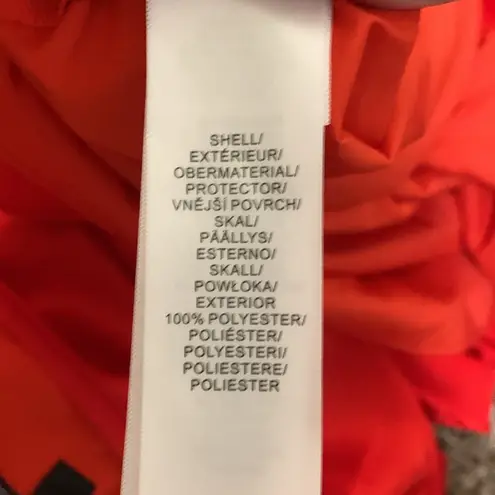 SHELL/
EXTÉRIEUR/
OBERMATERIAL/
PROTECTOR/
VNĚJŠÍ POVRCH/
SKAL/
PÄÄLLYS/
ESTERNO/
SKALL/
POWŁOKA/
EXTERIOR
100% POLYESTER/
POLIÉSTER/
POLYESTERI/
POLIESTERE/
POLIESTER